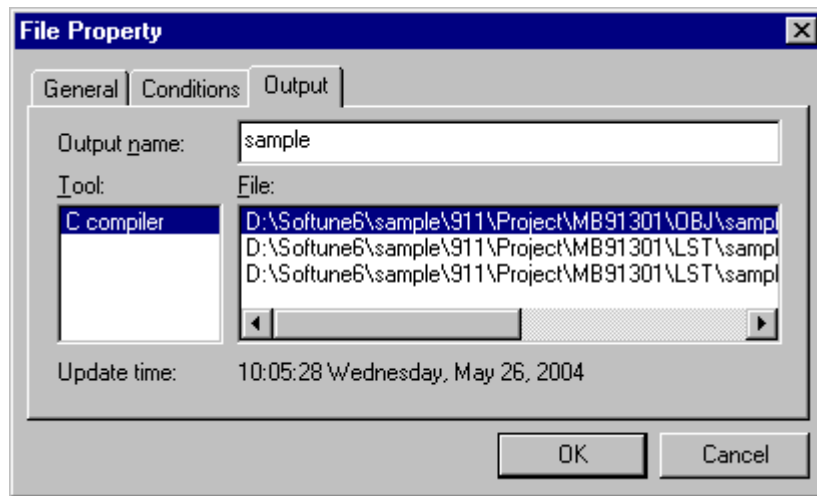 File Property
General Conditions Output
Output name: sample
Tool: File:
C compiler
D:\Softune6\sample\911\Project\MB91301\OBJ\sampl
D:\Softune6\sample\911\Project\MB91301\LST\sampl
D:\Softune6\sample\911\Project\MB91301\LST\sampl
Update time: 10:05:28 Wednesday, May 26, 2004
OK Cancel